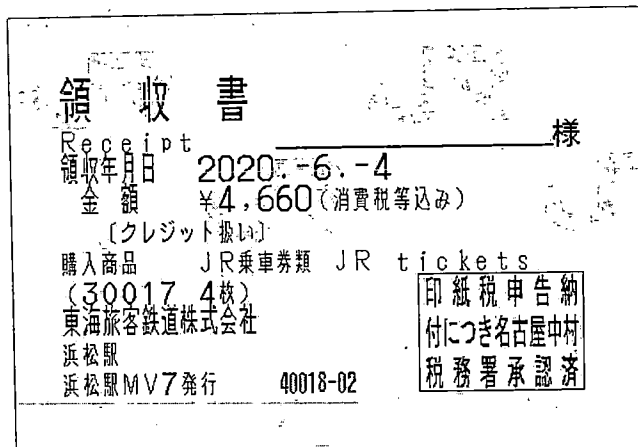 領収書
Receipt 様
領収年月日 2020.-6.-4
金額 ¥4,660(消費税等込み)
〔クレジット扱い〕
購入商品 JR乗車券類 JR tickets
(30017 4枚)
東海旅客鉄道株式会社
浜松駅
浜松駅MV7発行 40018-02
印紙税申告納
付につき名古屋中村
税務署承認済